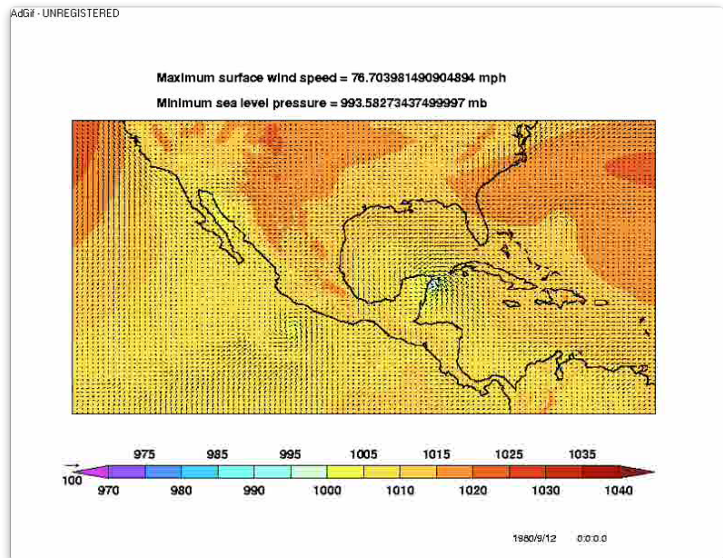 AdGif - UNREGISTERED
Maximum surface wind speed = 76.703981490904894 mph
Minimum sea level pressure = 993.58273437499997 mb
975 985 995 1005 1015 1025 1035
100 970 980 990 1000 1010 1020 1030 1040
1980/9/12 0:0:0.0